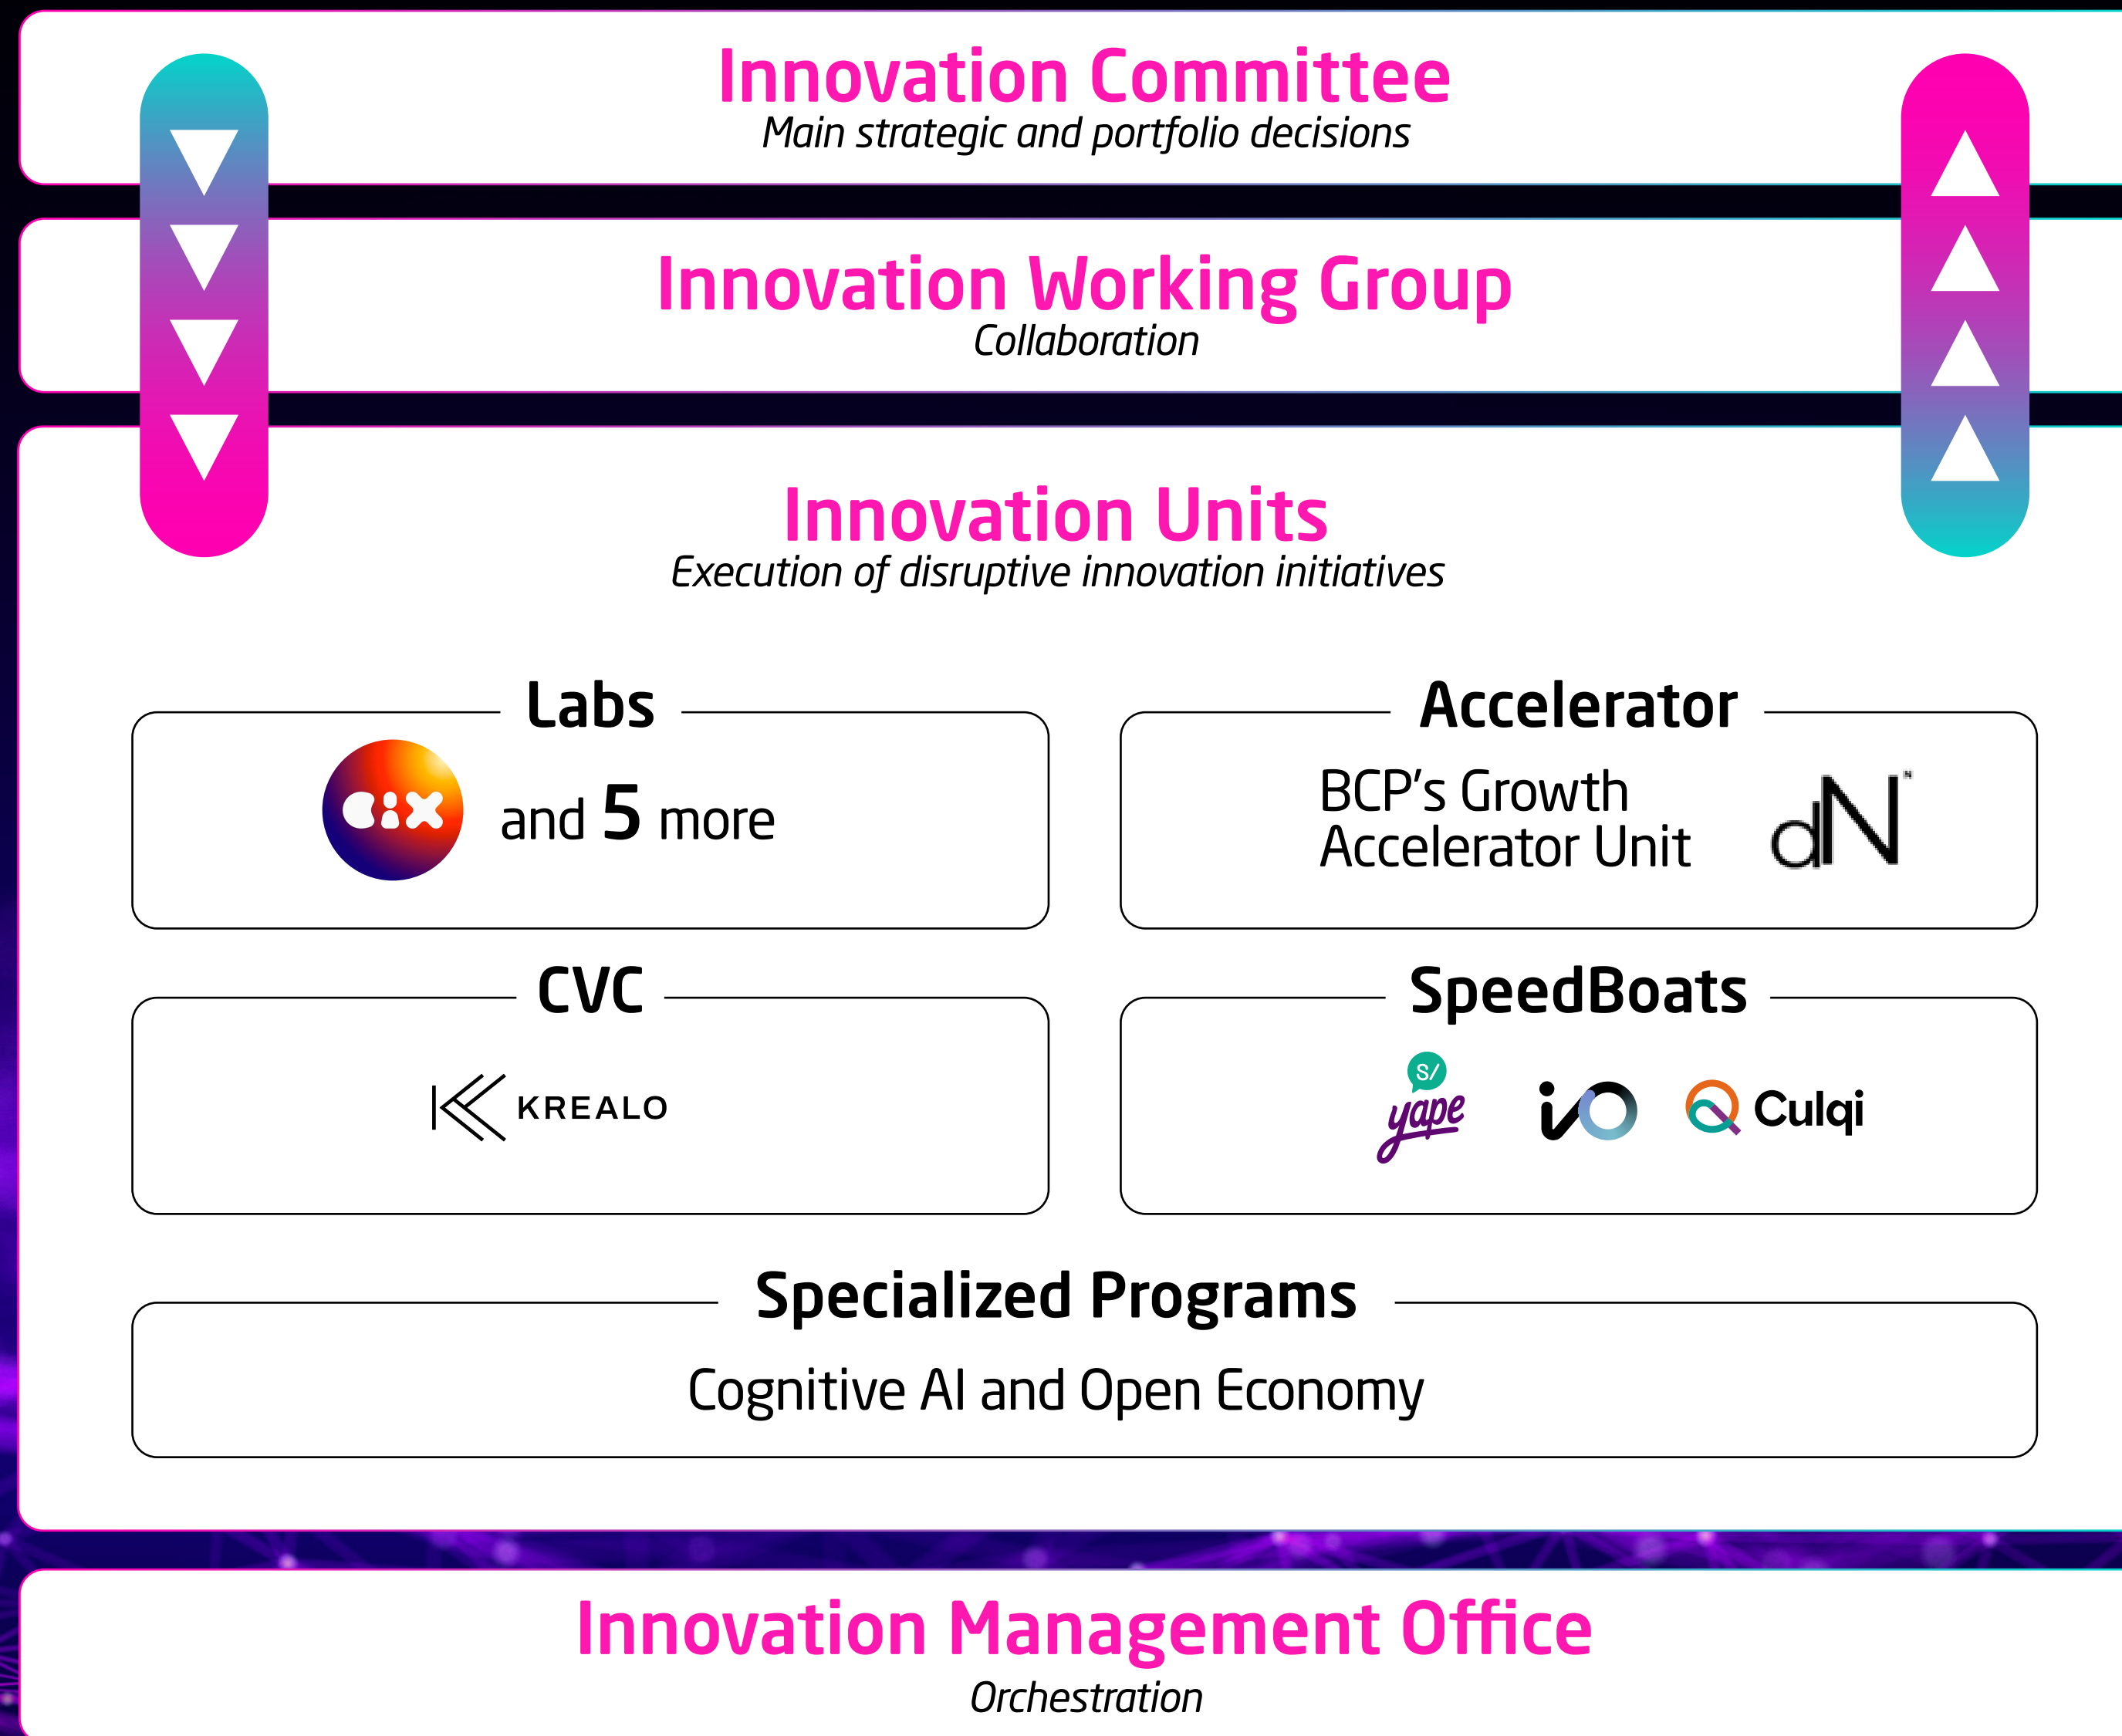 Innovation Committee
Main strategic and portfolio decisions
Innovation Working Group
Collaboration
Innovation Units
Execution of disruptive innovation initiatives
Labs
cix
and 5 more
Accelerator
BCP's Growth
Accelerator Unit
dN
CVC
KREALO
SpeedBoats
S/
yape
iO
Culqi
Specialized Programs
Cognitive AI and Open Economy
Innovation Management Office
Orchestration